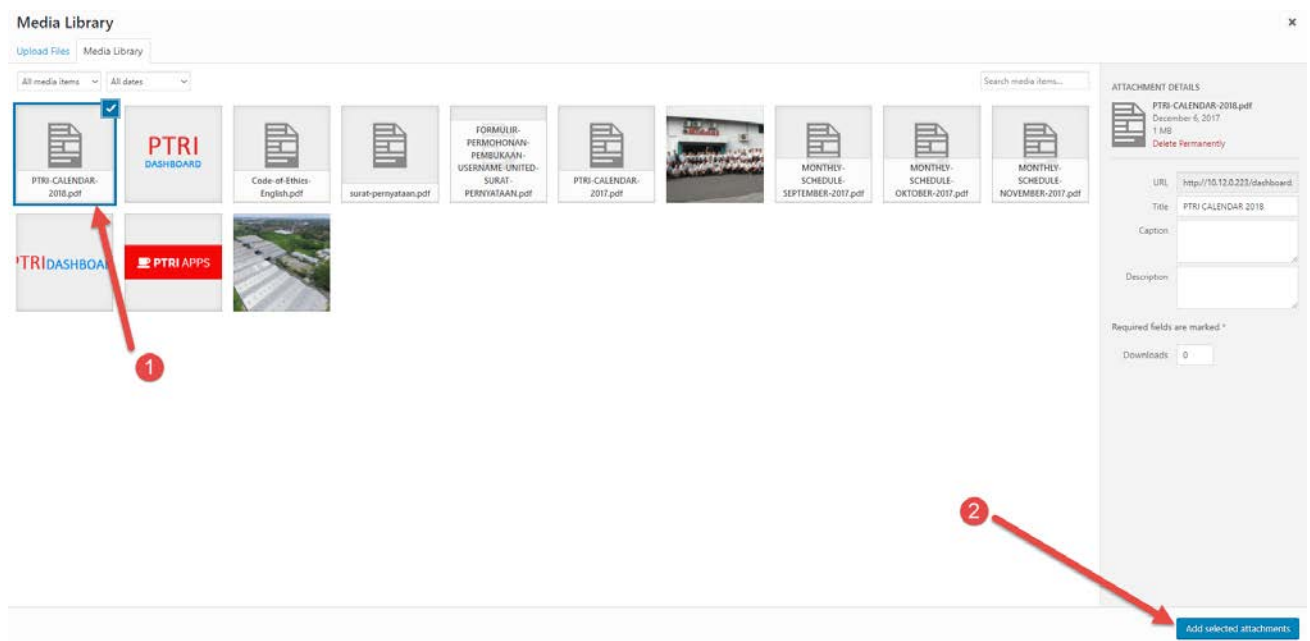 Media Library
×
Upload Files Media Library
All media items All dates Search media items...
PTRI-CALENDAR-
2018.pdf
PTRI
DASHBOARD
Code-of-Ethics-
English.pdf
surat-pernyataan.pdf
FORMULIR-
PERMOHONAN-
PEMBUKAAN-
USERNAME-UNITED-
SURAT-
PERNYATAAN.pdf
PTRI-CALENDAR-
2017.pdf
MONTHLY-
SCHEDULE-
SEPTEMBER-2017.pdf
MONTHLY-
SCHEDULE-
OKTOBER-2017.pdf
MONTHLY-
SCHEDULE-
NOVEMBER-2017.pdf
PTRIDASHBOA
PTRI APPS
1
ATTACHMENT DETAILS
PTRI-CALENDAR-2018.pdf
December 6, 2017
1 MB
Delete Permanently
URL http://10.12.0.223/dashboard
Title PTRI CALENDAR 2018
Caption
Description
Required fields are marked *
Downloads 0
2
Add selected attachments